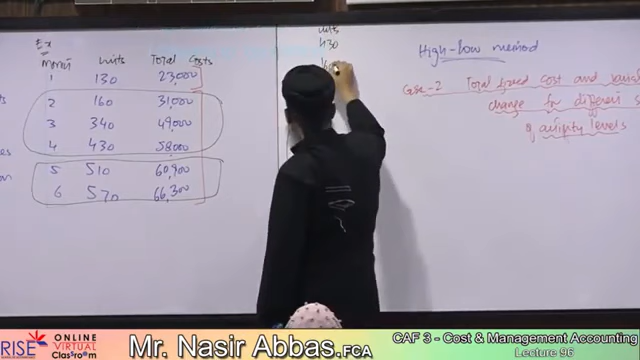 Ex
Month units Total Costs
1 130 23,000
2 160 31,000
3 340 49,000
4 430 58,000
5 510 60,900
6 570 66,300
units
430
High-low method
Case-2 Total fixed cost and
change for different
of activity levels
RISE ONLINE VIRTUAL Classroom
Mr. Nasir Abbas.FCA
CAF 3 - Cost & Management Accounting
Lecture 96